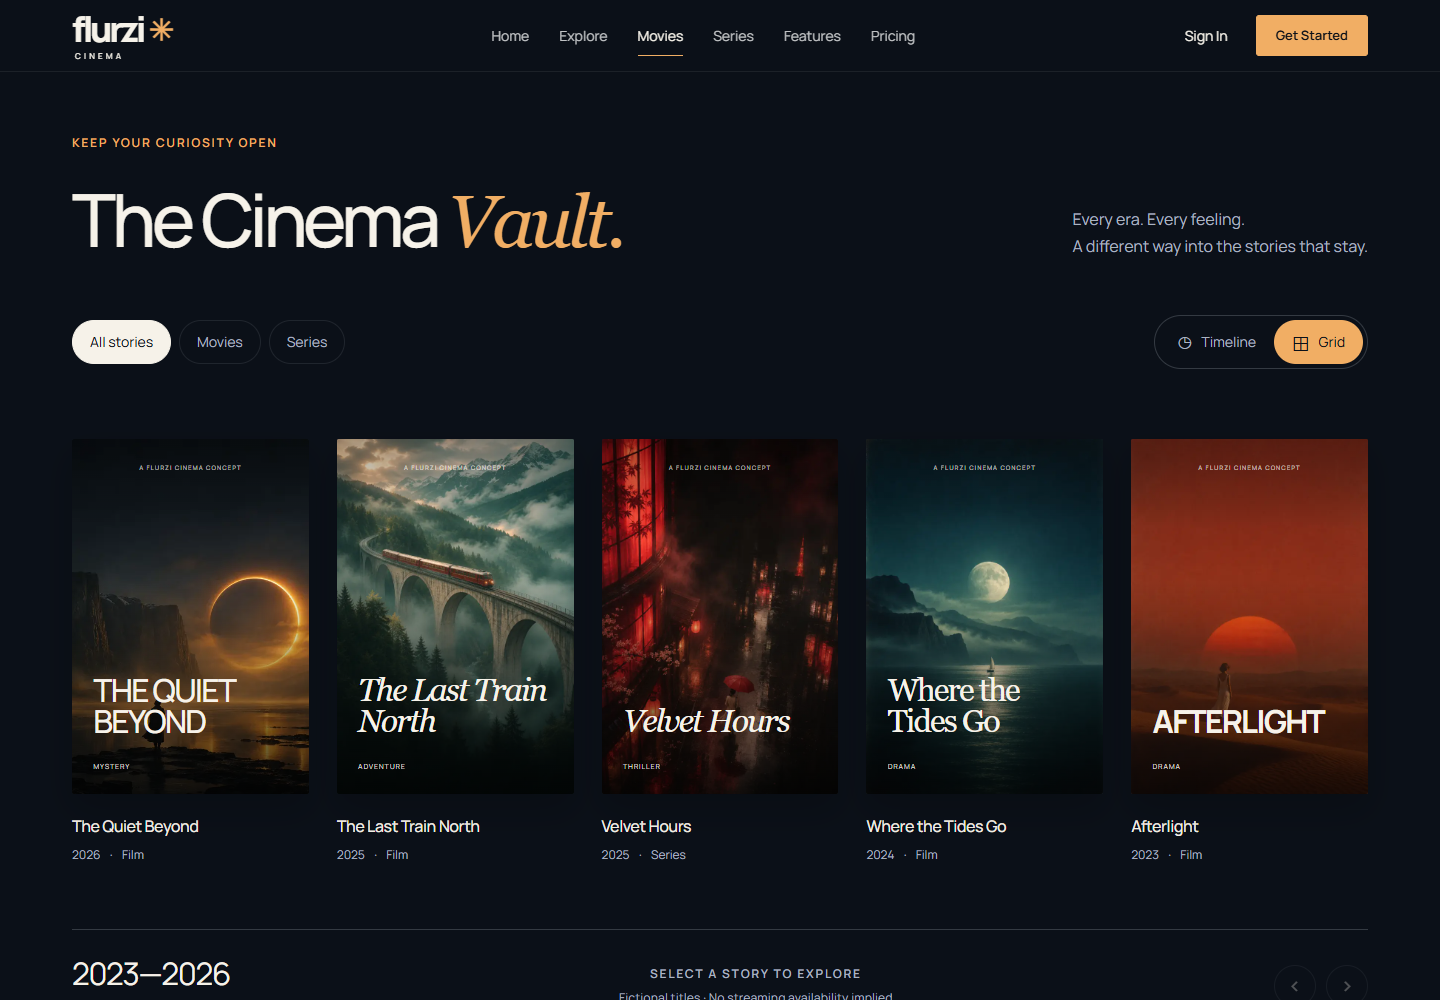 flurzi
CINEMA
Home
Explore
Movies
Series
Features
Pricing
Sign In
Get Started
KEEP YOUR CURIOSITY OPEN
The Cinema Vault.
Every era. Every feeling.
A different way into the stories that stay.
All stories
Movies
Series
Timeline
Grid
A FLURZI CINEMA CONCEPT
THE QUIET
BEYOND
MYSTERY
The Quiet Beyond
2026 · Film
A FLURZI CINEMA CONCEPT
The Last Train
North
ADVENTURE
The Last Train North
2025 · Film
A FLURZI CINEMA CONCEPT
Velvet Hours
THRILLER
Velvet Hours
2025 · Series
A FLURZI CINEMA CONCEPT
Where the
Tides Go
DRAMA
Where the Tides Go
2024 · Film
A FLURZI CINEMA CONCEPT
AFTERLIGHT
DRAMA
Afterlight
2023 · Film
2023—2026
SELECT A STORY TO EXPLORE
Fictional titles · No streaming availability implied